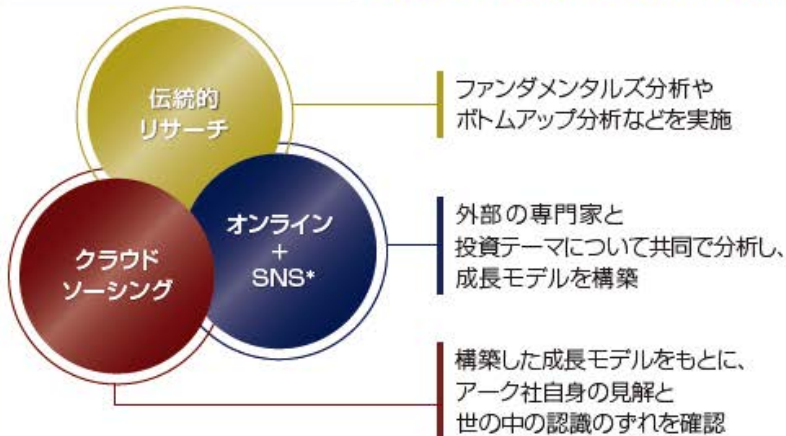 伝統的
リサーチ
ファンダメンタルズ分析や
ボトムアップ分析などを実施
オンライン
+
SNS*
外部の専門家と
投資テーマについて共同で分析し、
成長モデルを構築
クラウド
ソーシング
構築した成長モデルをもとに、
アーク社自身の見解と
世の中の認識のずれを確認